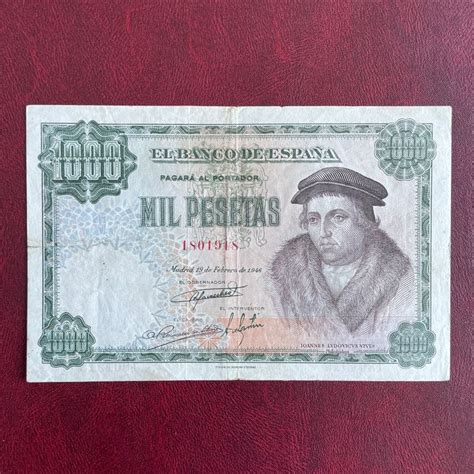 1000
EL BANCO DE ESPAÑA
1000
PAGARÁ AL PORTADOR
MIL PESETAS
1801978
Madrid 19 de Febrero de 1946
EL GOBERNADOR
EL INTERVENTOR
IOANNES LVDOVICVS VIVES
1000
1000